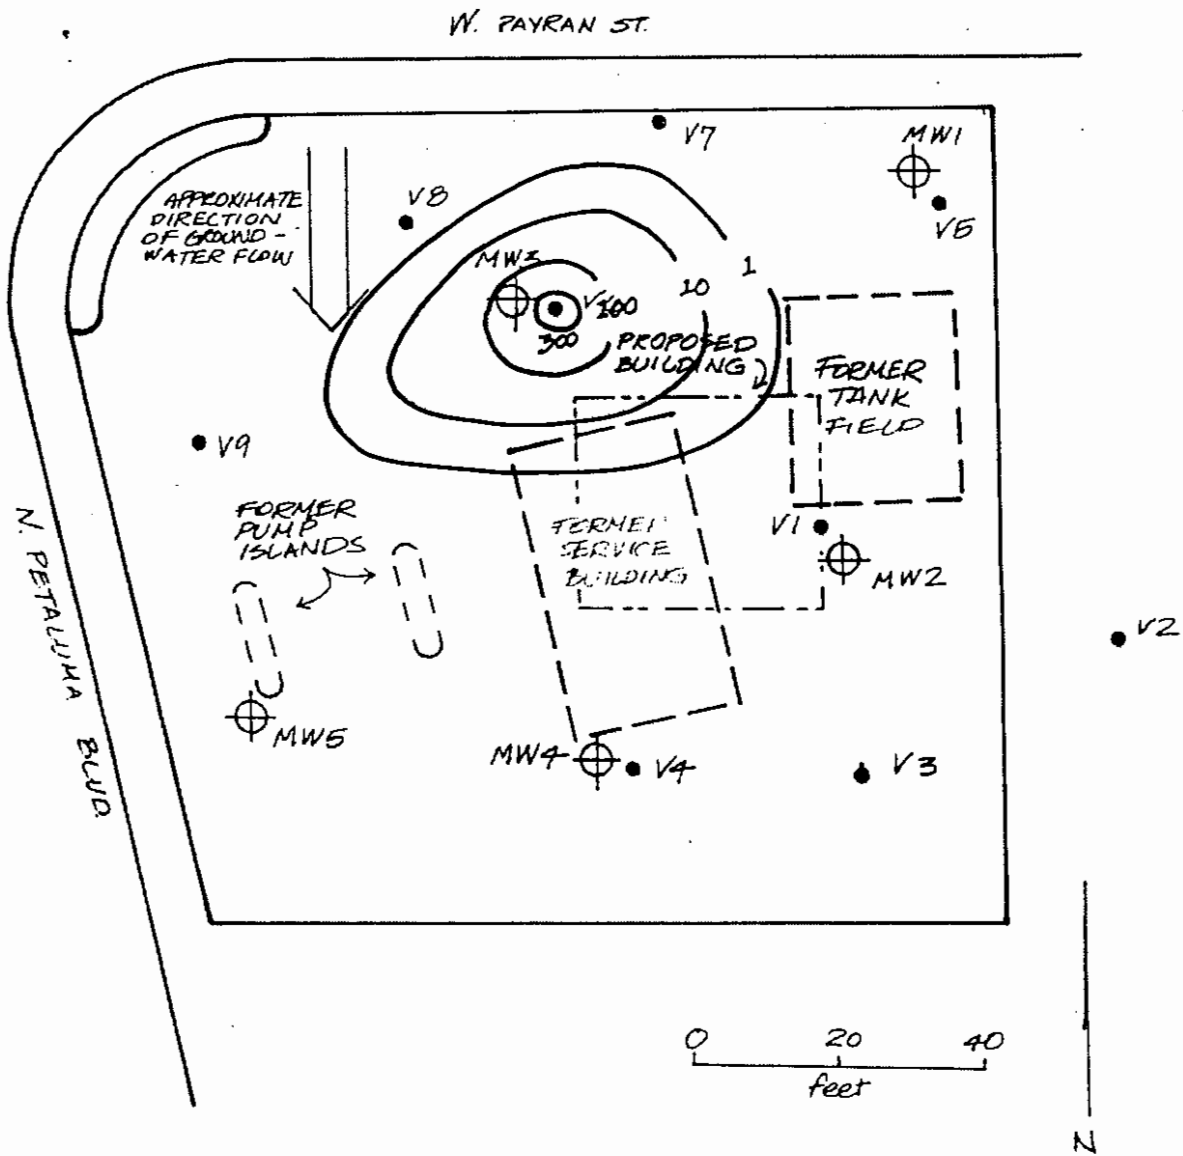 W. PAYRAN ST.
V7
MW1
V5
V8
APPROXIMATE
DIRECTION
OF GROUND-
WATER FLOW
MW3
1
10
100
300
PROPOSED
BUILDING
FORMER
TANK
FIELD
V9
FORMER
PUMP
ISLANDS
FORMER
SERVICE
BUILDING
V1
MW2
V2
N. PETALUMA BLVD.
MW5
MW4
V4
V3
0 20 40
feet
N